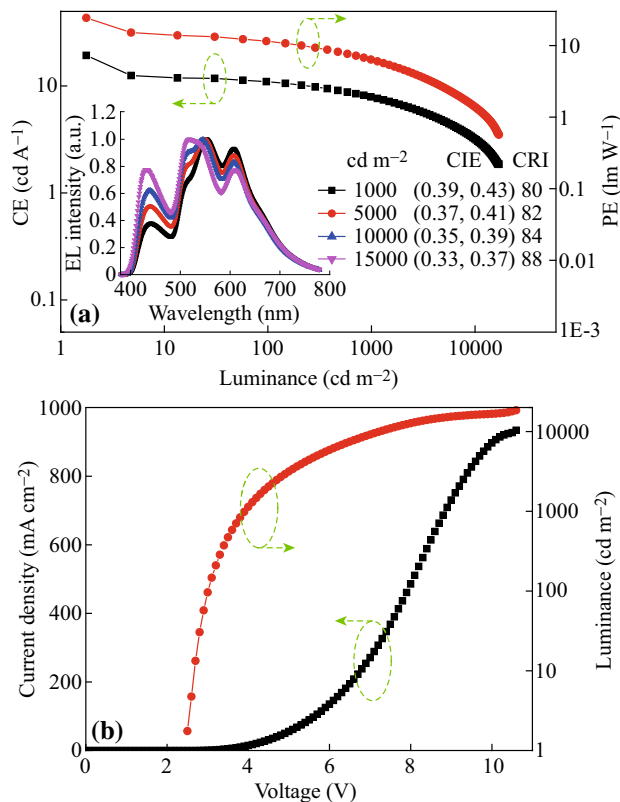 10
1
0.1
CE (cd A−1)
10
1
0.1
0.01
1E-3
PE (lm W−1)
1.0
0.8
0.6
0.4
0.2
0
EL intensity (a.u.)
400
500
600
700
800
Wavelength (nm)
cd m−2 CIE CRI
1000 (0.39, 0.43) 80
5000 (0.37, 0.41) 82
10000 (0.35, 0.39) 84
15000 (0.33, 0.37) 88
(a)
1
10
100
1000
10000
Luminance (cd m−2)
1000
800
600
400
200
0
Current density (mA cm−2)
10000
1000
100
10
1
Luminance (cd m−2)
(b)
0
2
4
6
8
10
Voltage (V)